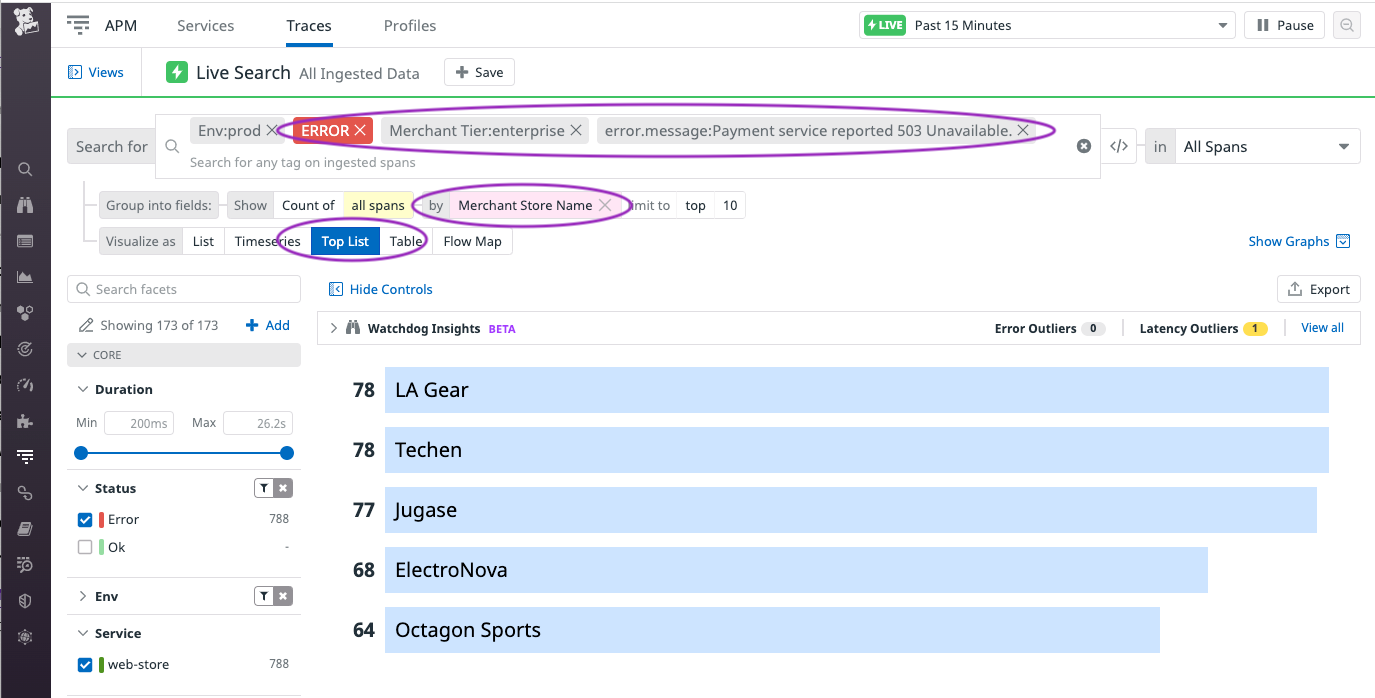 APM Services Traces Profiles LIVE Past 15 Minutes Pause
Views Live Search All Ingested Data Save
Search for Env:prod ERROR Merchant Tier:enterprise error.message:Payment service reported 503 Unavailable. </> in All Spans
Search for any tag on ingested spans
Group into fields: Show Count of all spans by Merchant Store Name limit to top 10
Visualize as List Timeseries Top List Table Flow Map Show Graphs
Search facets Hide Controls Export
Showing 173 of 173 Add
Watchdog Insights BETA Error Outliers 0 Latency Outliers 1 View all
CORE
Duration
Min 200ms Max 26.2s
Status
Error 788
Ok -
Env
Service
web-store 788
78 LA Gear
78 Techen
77 Jugase
68 ElectroNova
64 Octagon Sports